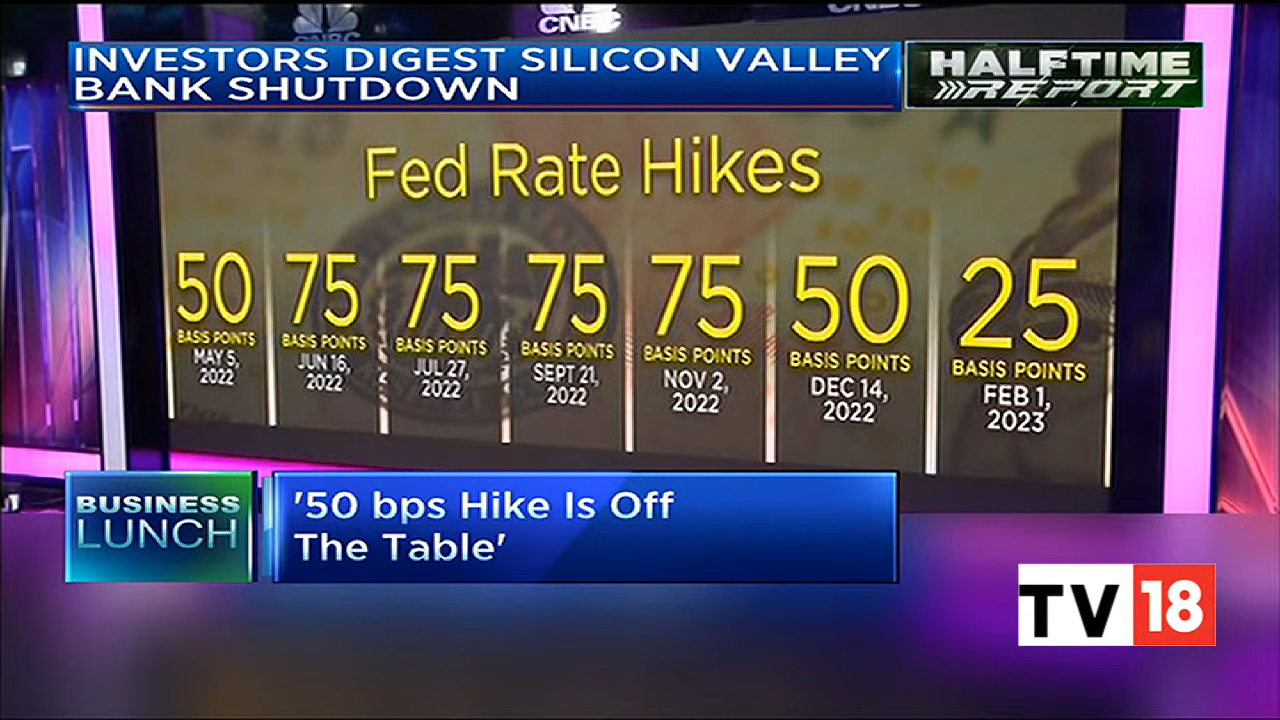 CNBC
CNBC
CNBC
INVESTORS DIGEST SILICON VALLEY
BANK SHUTDOWN
HALFTIME
REPORT
Fed Rate Hikes
50
BASIS POINTS
MAY 5,
2022
75
BASIS POINTS
JUN 16,
2022
75
BASIS POINTS
JUL 27,
2022
75
BASIS POINTS
SEPT 21,
2022
75
BASIS POINTS
NOV 2,
2022
50
BASIS POINTS
DEC 14,
2022
25
BASIS POINTS
FEB 1,
2023
BUSINESS
LUNCH
'50 bps Hike Is Off
The Table'
TV18